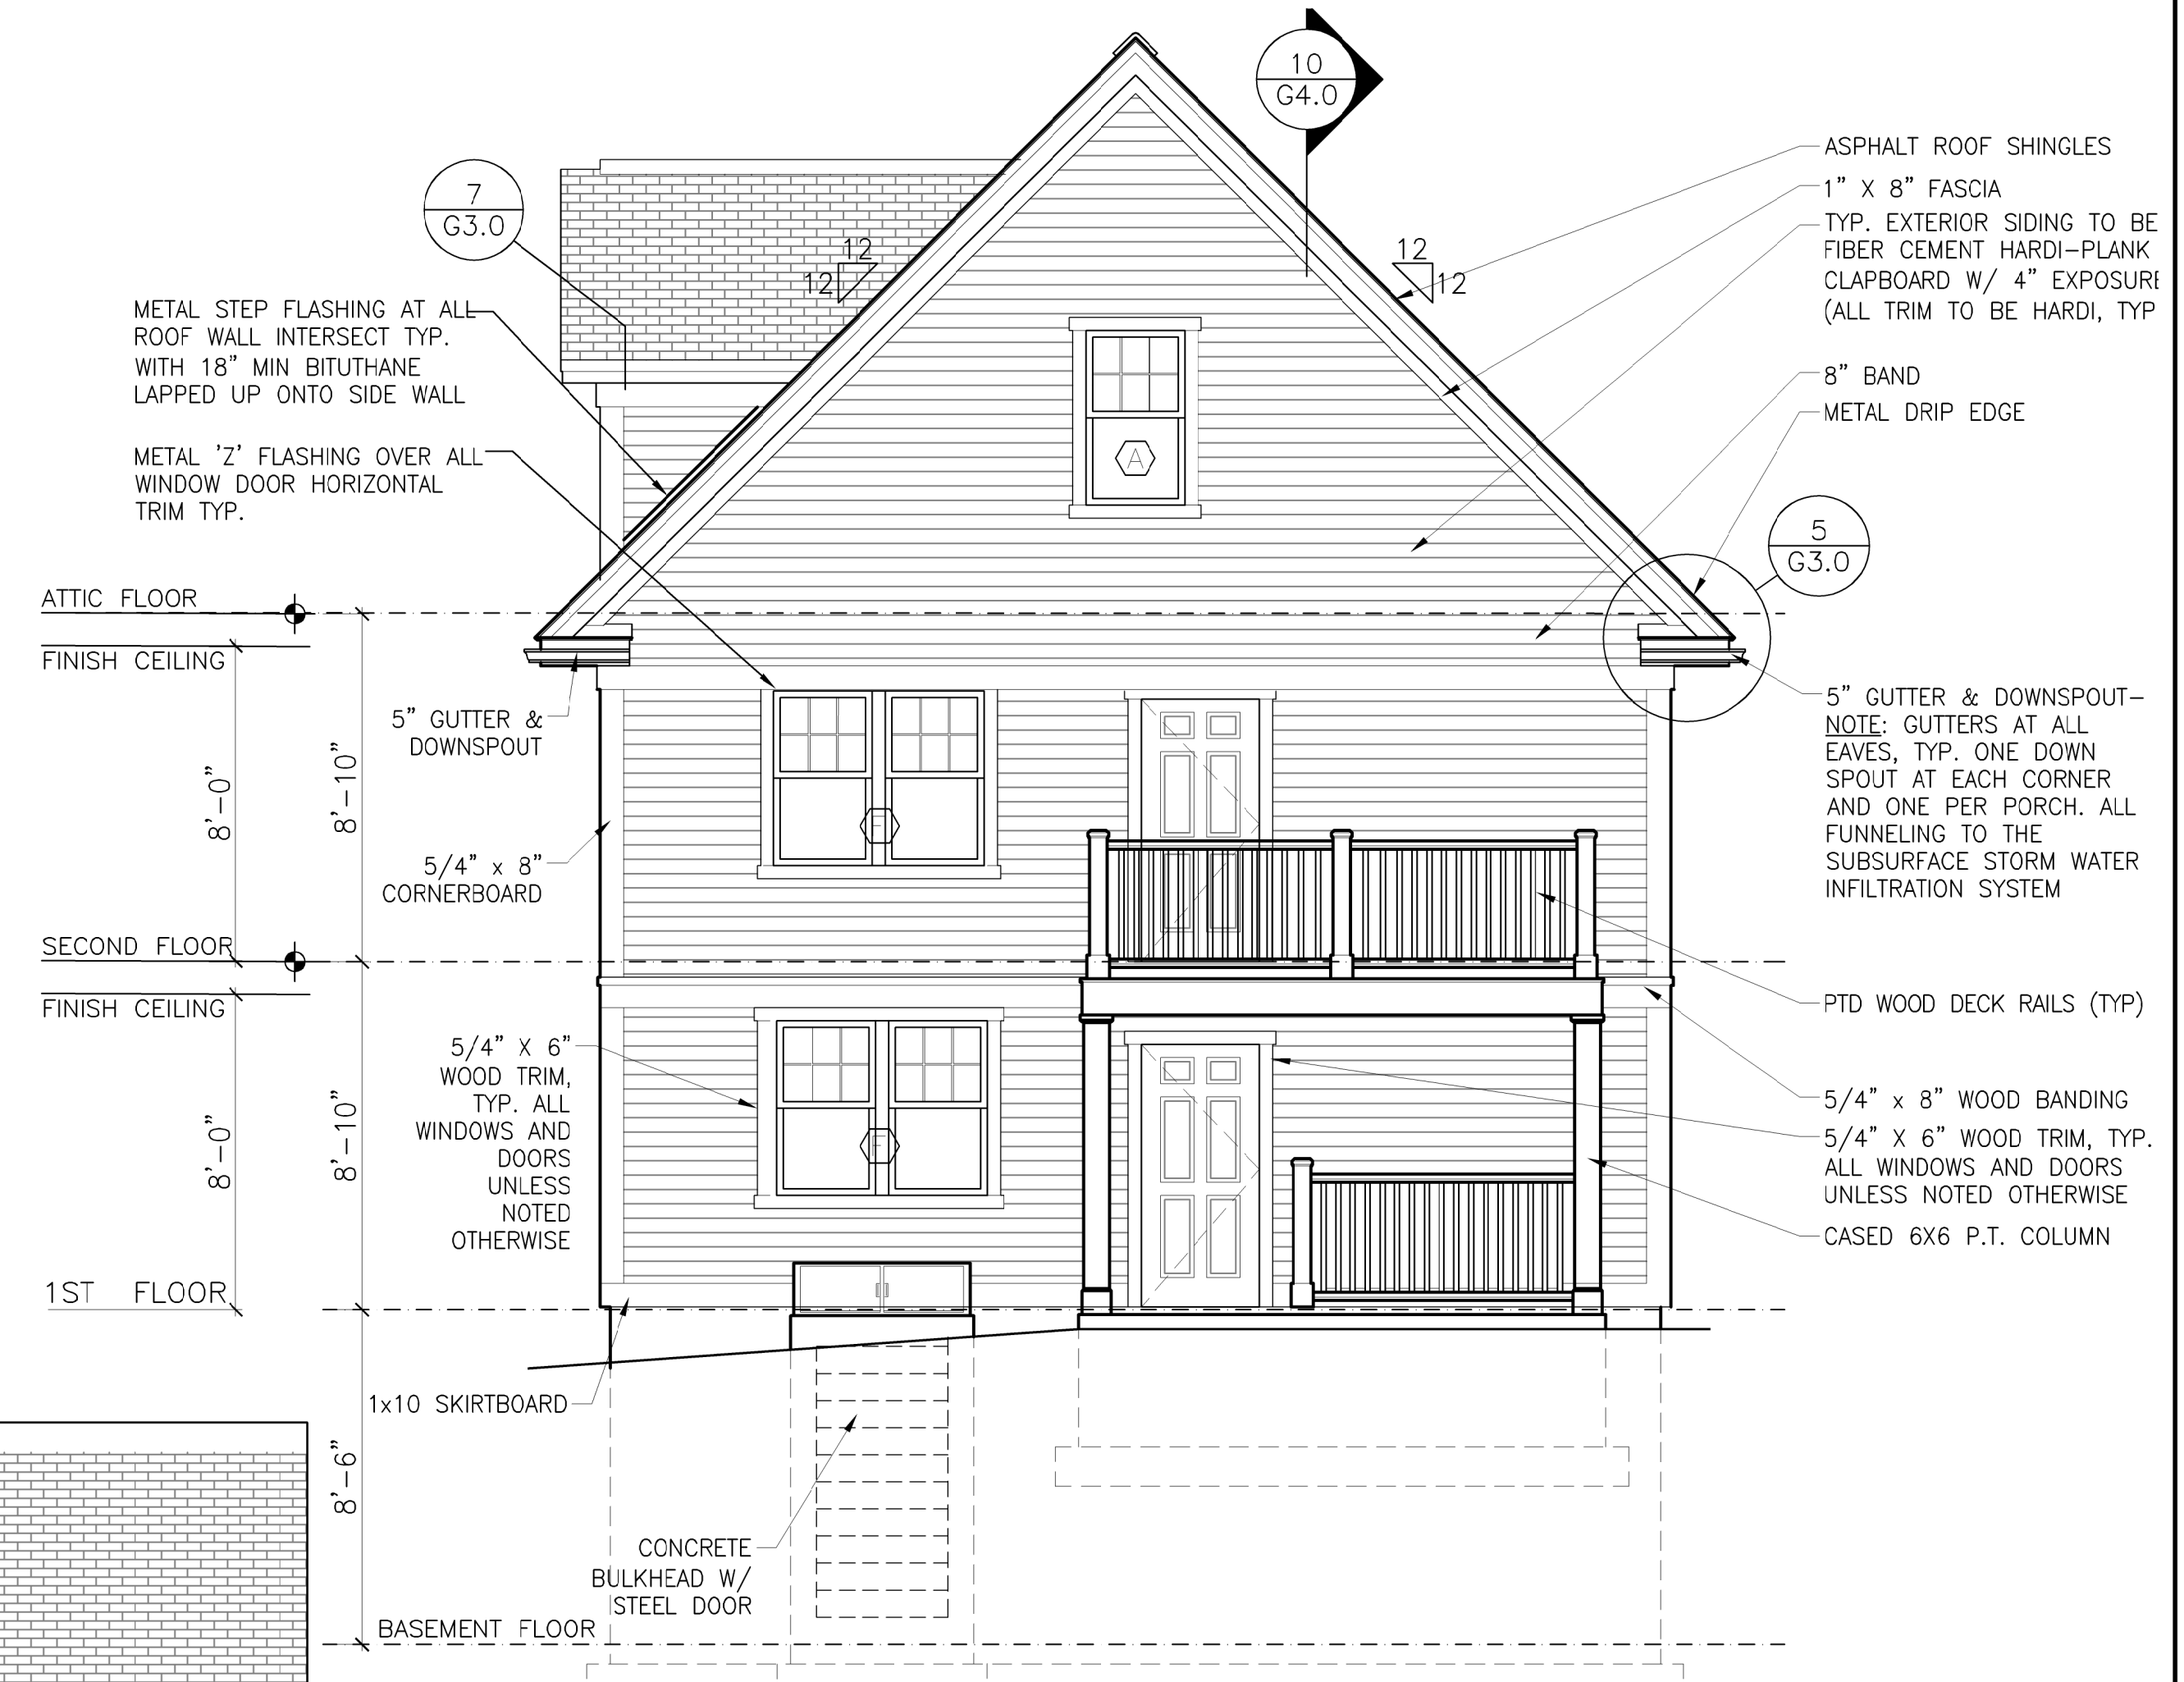 10
G4.0
7
G3.0
12
12
12
12
ASPHALT ROOF SHINGLES
1" X 8" FASCIA
TYP. EXTERIOR SIDING TO BE
FIBER CEMENT HARDI-PLANK
CLAPBOARD W/ 4" EXPOSURE
(ALL TRIM TO BE HARDI, TYP
8" BAND
METAL DRIP EDGE
METAL STEP FLASHING AT ALL
ROOF WALL INTERSECT TYP.
WITH 18" MIN BITUTHANE
LAPPED UP ONTO SIDE WALL
METAL 'Z' FLASHING OVER ALL
WINDOW DOOR HORIZONTAL
TRIM TYP.
A
5
G3.0
ATTIC FLOOR
FINISH CEILING
8'-0"
8'-10"
5" GUTTER &
DOWNSPOUT
5/4" x 8"
CORNERBOARD
F
5" GUTTER & DOWNSPOUT-
NOTE: GUTTERS AT ALL
EAVES, TYP. ONE DOWN
SPOUT AT EACH CORNER
AND ONE PER PORCH. ALL
FUNNELING TO THE
SUBSURFACE STORM WATER
INFILTRATION SYSTEM
SECOND FLOOR
FINISH CEILING
8'-0"
8'-10"
5/4" X 6"
WOOD TRIM,
TYP. ALL
WINDOWS AND
DOORS
UNLESS
NOTED
OTHERWISE
F
PTD WOOD DECK RAILS (TYP)
5/4" x 8" WOOD BANDING
5/4" X 6" WOOD TRIM, TYP.
ALL WINDOWS AND DOORS
UNLESS NOTED OTHERWISE
CASED 6X6 P.T. COLUMN
1ST FLOOR
1x10 SKIRTBOARD
8'-6"
CONCRETE
BULKHEAD W/
STEEL DOOR
BASEMENT FLOOR